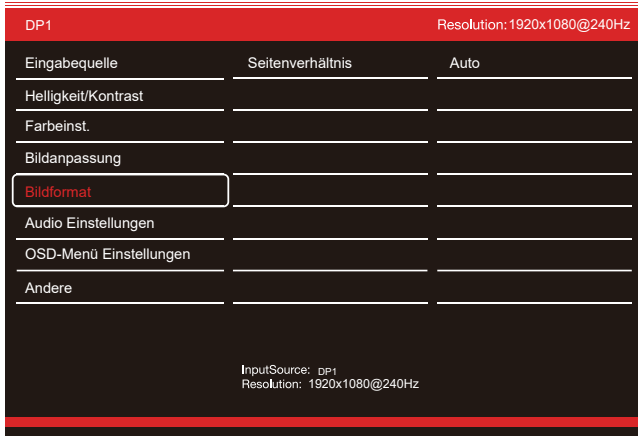 DP1 Resolution: 1920x1080@240Hz
Eingabequelle Seitenverhältnis Auto
Helligkeit/Kontrast
Farbeinst.
Bildanpassung
Bildformat
Audio Einstellungen
OSD-Menü Einstellungen
Andere
InputSource: DP1
Resolution: 1920x1080@240Hz